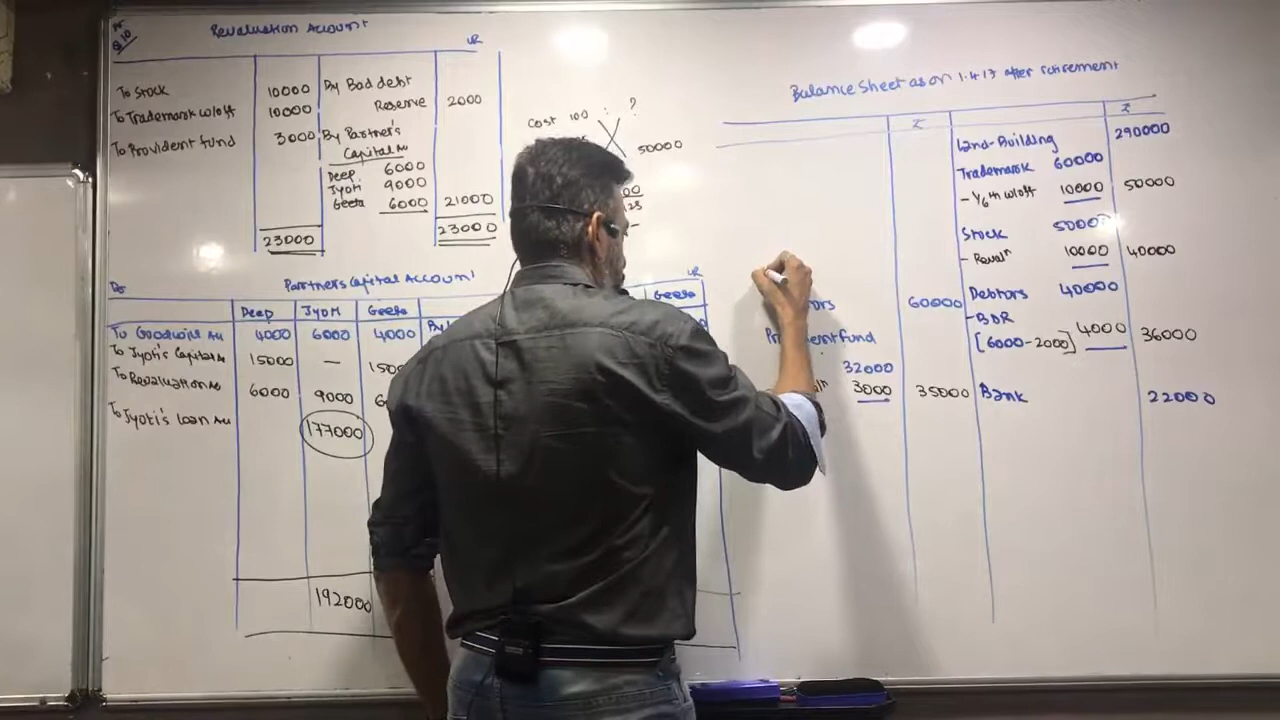 Q.10
Revaluation Account
To Stock 10000 By Bad debt
Reserve 2000
To Trademark w/off 10000
To Provident Fund 3000 By Partner's
Capital A/c
Deep 6000
Jyoti 9000
Geeta 6000 21000
23000 23000
Cost 100 : ?
50000
Partners Capital Account
Dr
Deep Jyoti Geeta Geeta
To Goodwill A/c 4000 6000 4000
To Jyoti's Capital A/c 15000 —
To Revaluation A/c 6000 9000
To Jyoti's Loan A/c 177000
192000
Balance Sheet as on 1.4.13 after retirement
₹ ₹
Land-Building 290000
Trademark 60000
- 1/6th w/off 10000 50000
Stock 50000
- Revaln 10000 40000
60000 Debtors 40000
- BDR
Fund [6000-2000] 4000 36000
32000
3000 35000 Bank 22000